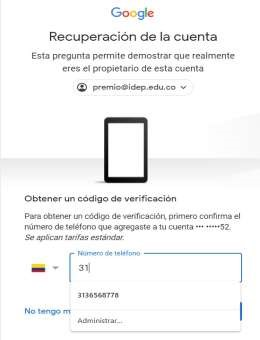 Google
Recuperación de la cuenta
Esta pregunta permite demostrar que realmente
eres el propietario de esta cuenta
premio@idep.edu.co
Obtener un código de verificación
Para obtener un código de verificación, primero confirma el
número de teléfono que agregaste a tu cuenta ••• •••••52.
Se aplican tarifas estándar.
Número de teléfono
31
3136568778
No tengo m
Administrar...